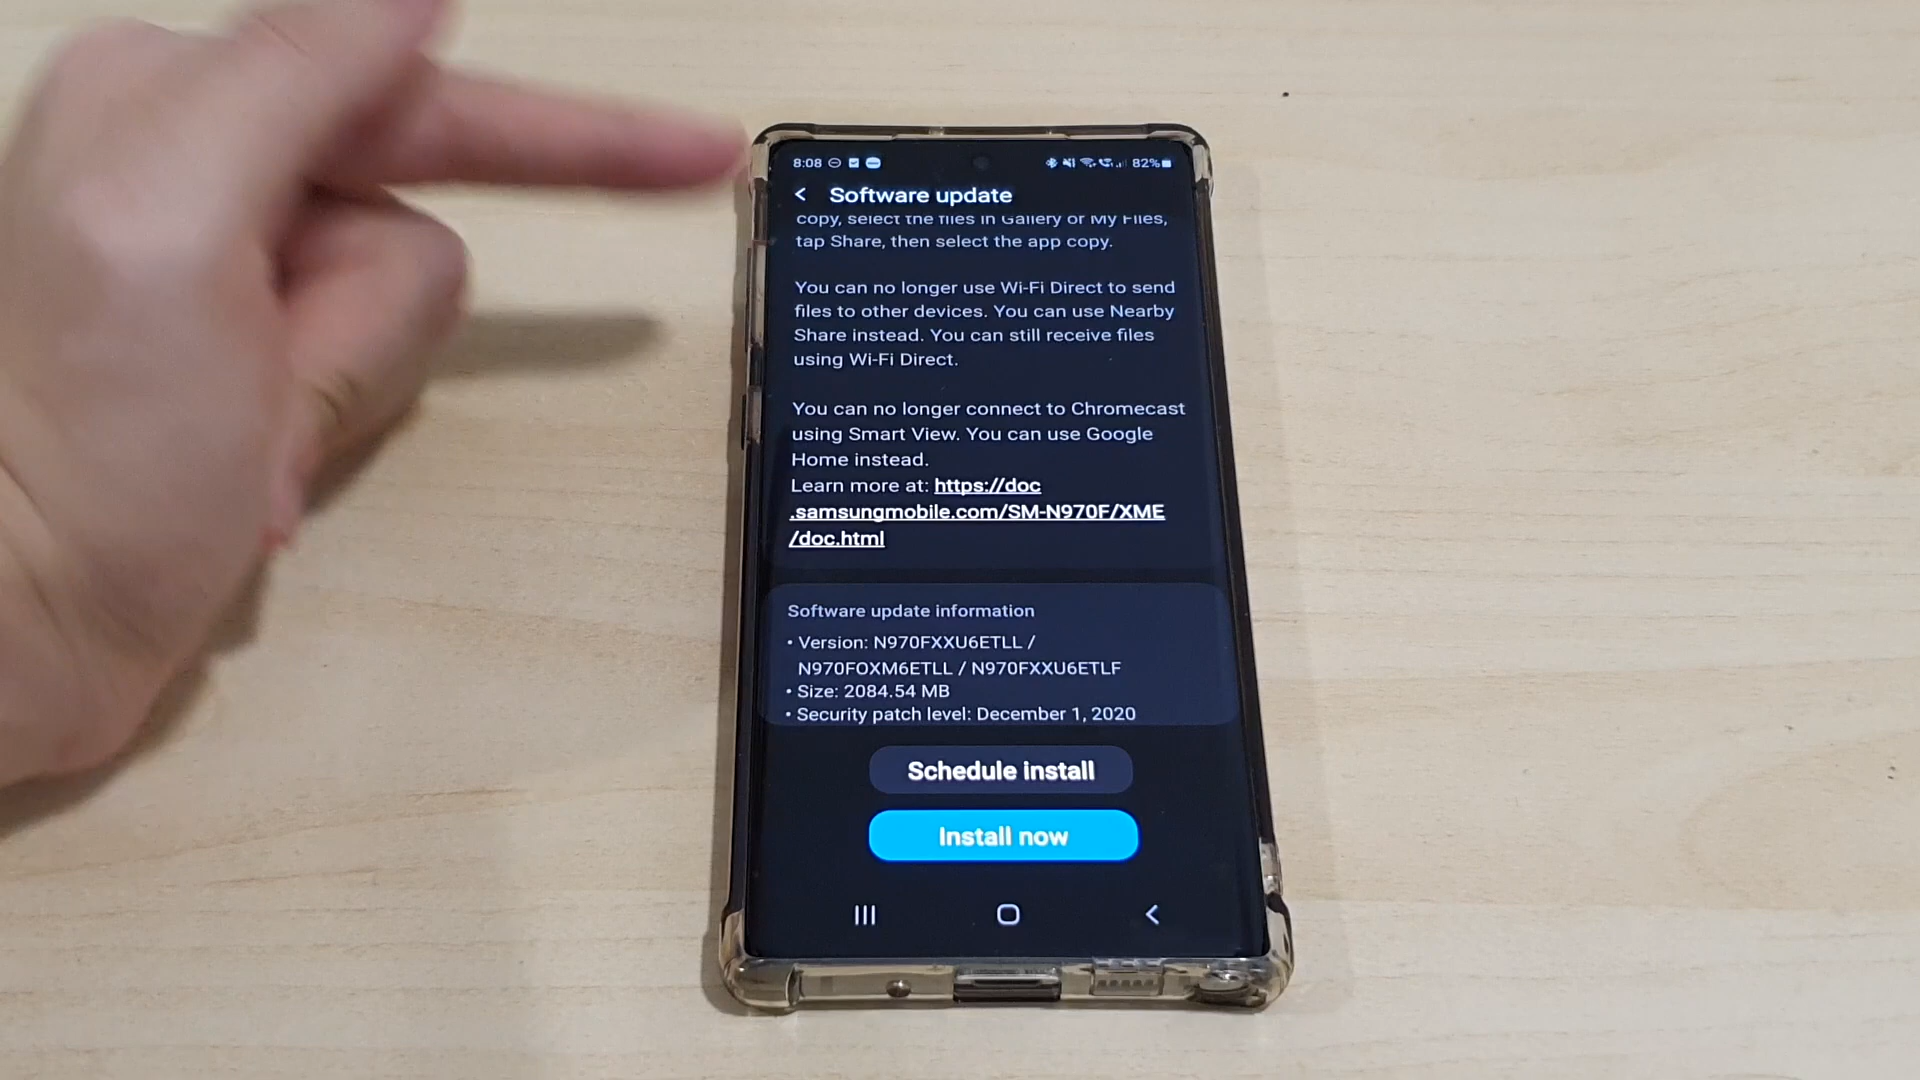 8:08
82%
Software update
copy, select the files in Gallery or My Files,
tap Share, then select the app copy.
You can no longer use Wi-Fi Direct to send
files to other devices. You can use Nearby
Share instead. You can still receive files
using Wi-Fi Direct.
You can no longer connect to Chromecast
using Smart View. You can use Google
Home instead.
Learn more at: https://doc
.samsungmobile.com/SM-N970F/XME
/doc.html
Software update information
• Version: N970FXXU6ETLL /
N970FOXM6ETLL / N970FXXU6ETLF
• Size: 2084.54 MB
• Security patch level: December 1, 2020
Schedule install
Install now